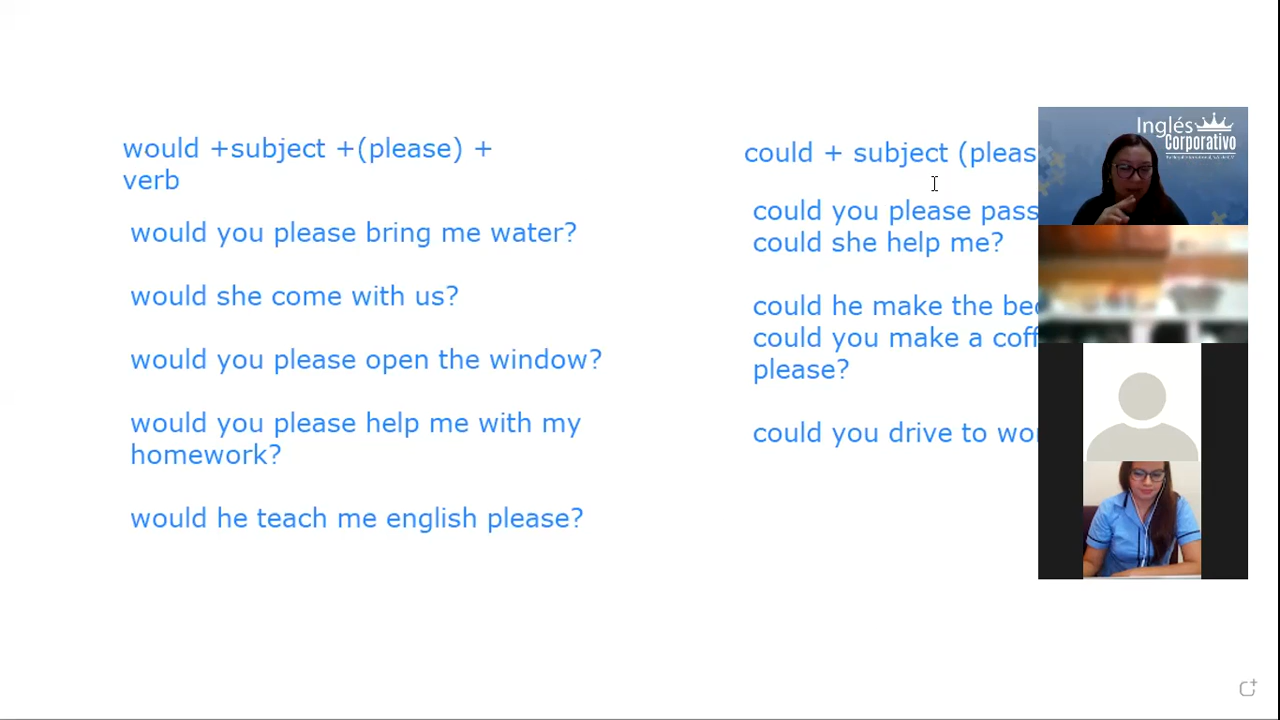 would +subject +(please) +
verb
would you please bring me water?
would she come with us?
would you please open the window?
would you please help me with my
homework?
would he teach me english please?
could + subject (pleas
could you please pass
could she help me?
could he make the be
could you make a coff
please?
could you drive to wor
Inglés
Corporativo